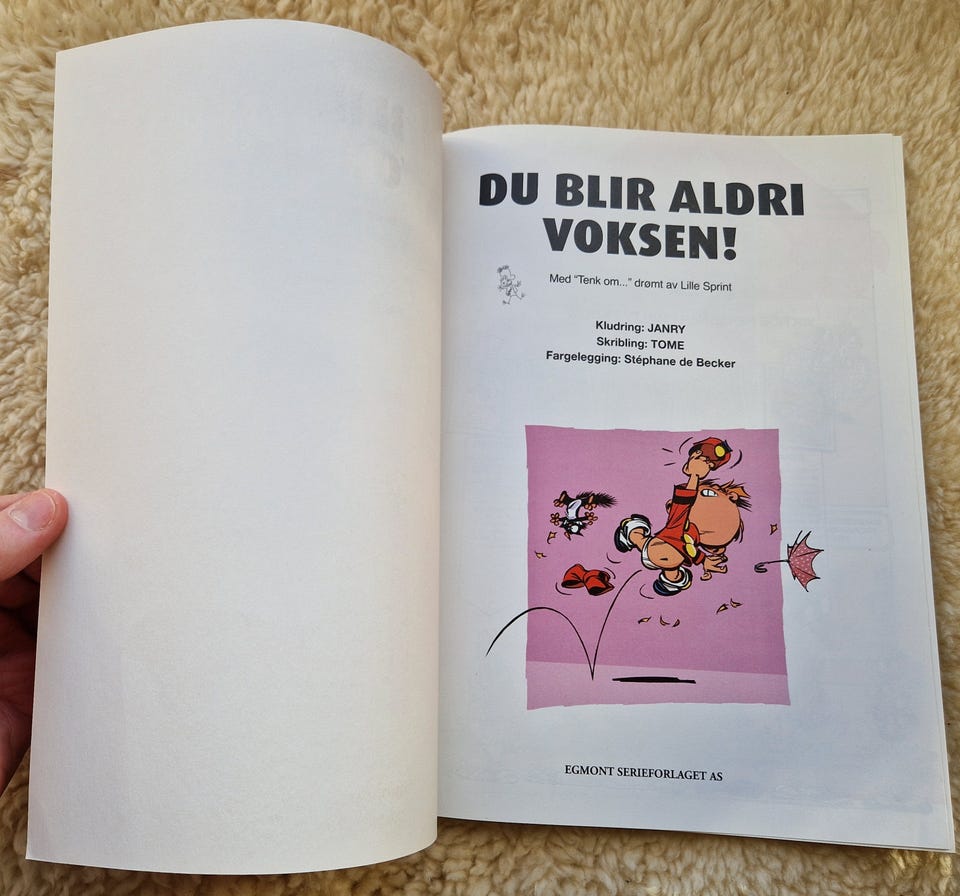 DU BLIR ALDRI
VOKSEN!
Med "Tenk om..." drømt av Lille Sprint
Kludring: JANRY
Skribling: TOME
Fargelegging: Stéphane de Becker
EGMONT SERIEFORLAGET AS